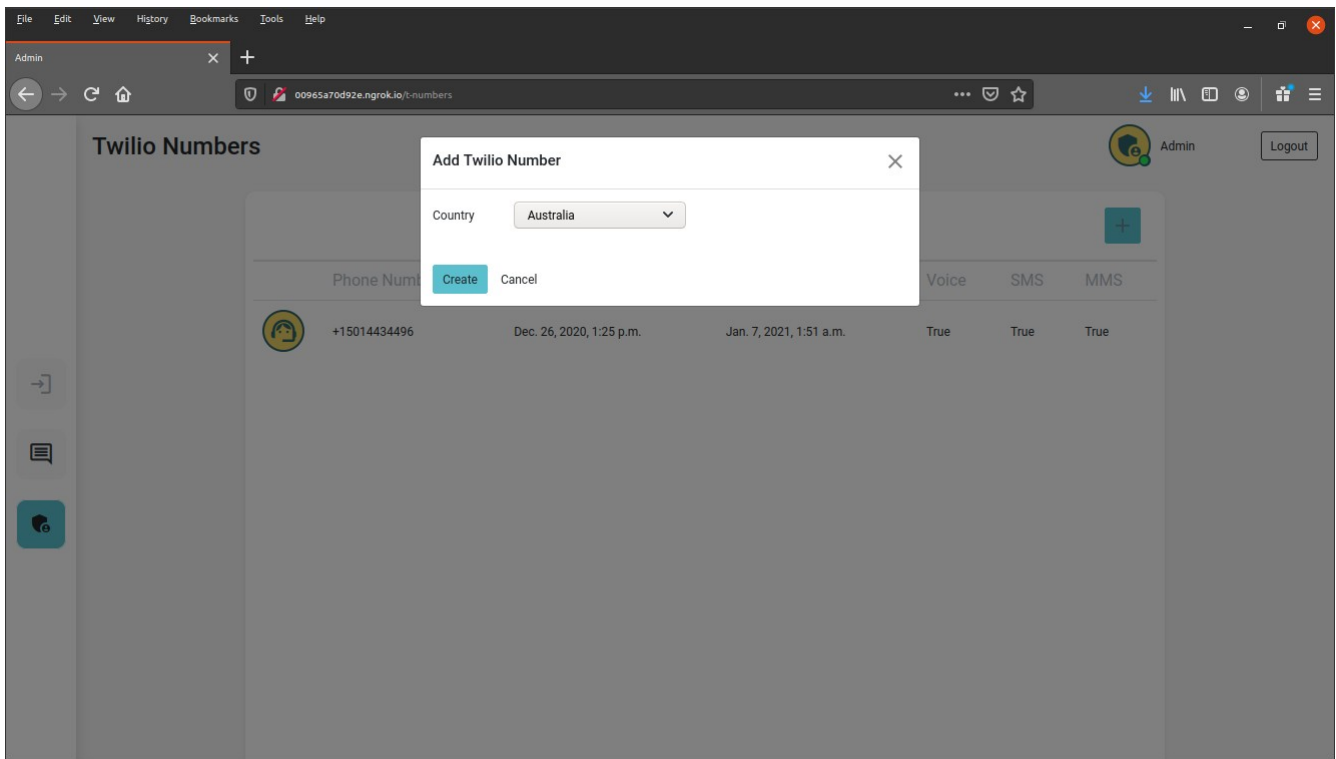 File Edit View History Bookmarks Tools Help
Admin
00965a70d92e.ngrok.io/t-numbers
Twilio Numbers
Admin
Logout
Add Twilio Number
Country Australia
Create Cancel
Phone Numb Voice SMS MMS
+15014434496 Dec. 26, 2020, 1:25 p.m. Jan. 7, 2021, 1:51 a.m. True True True